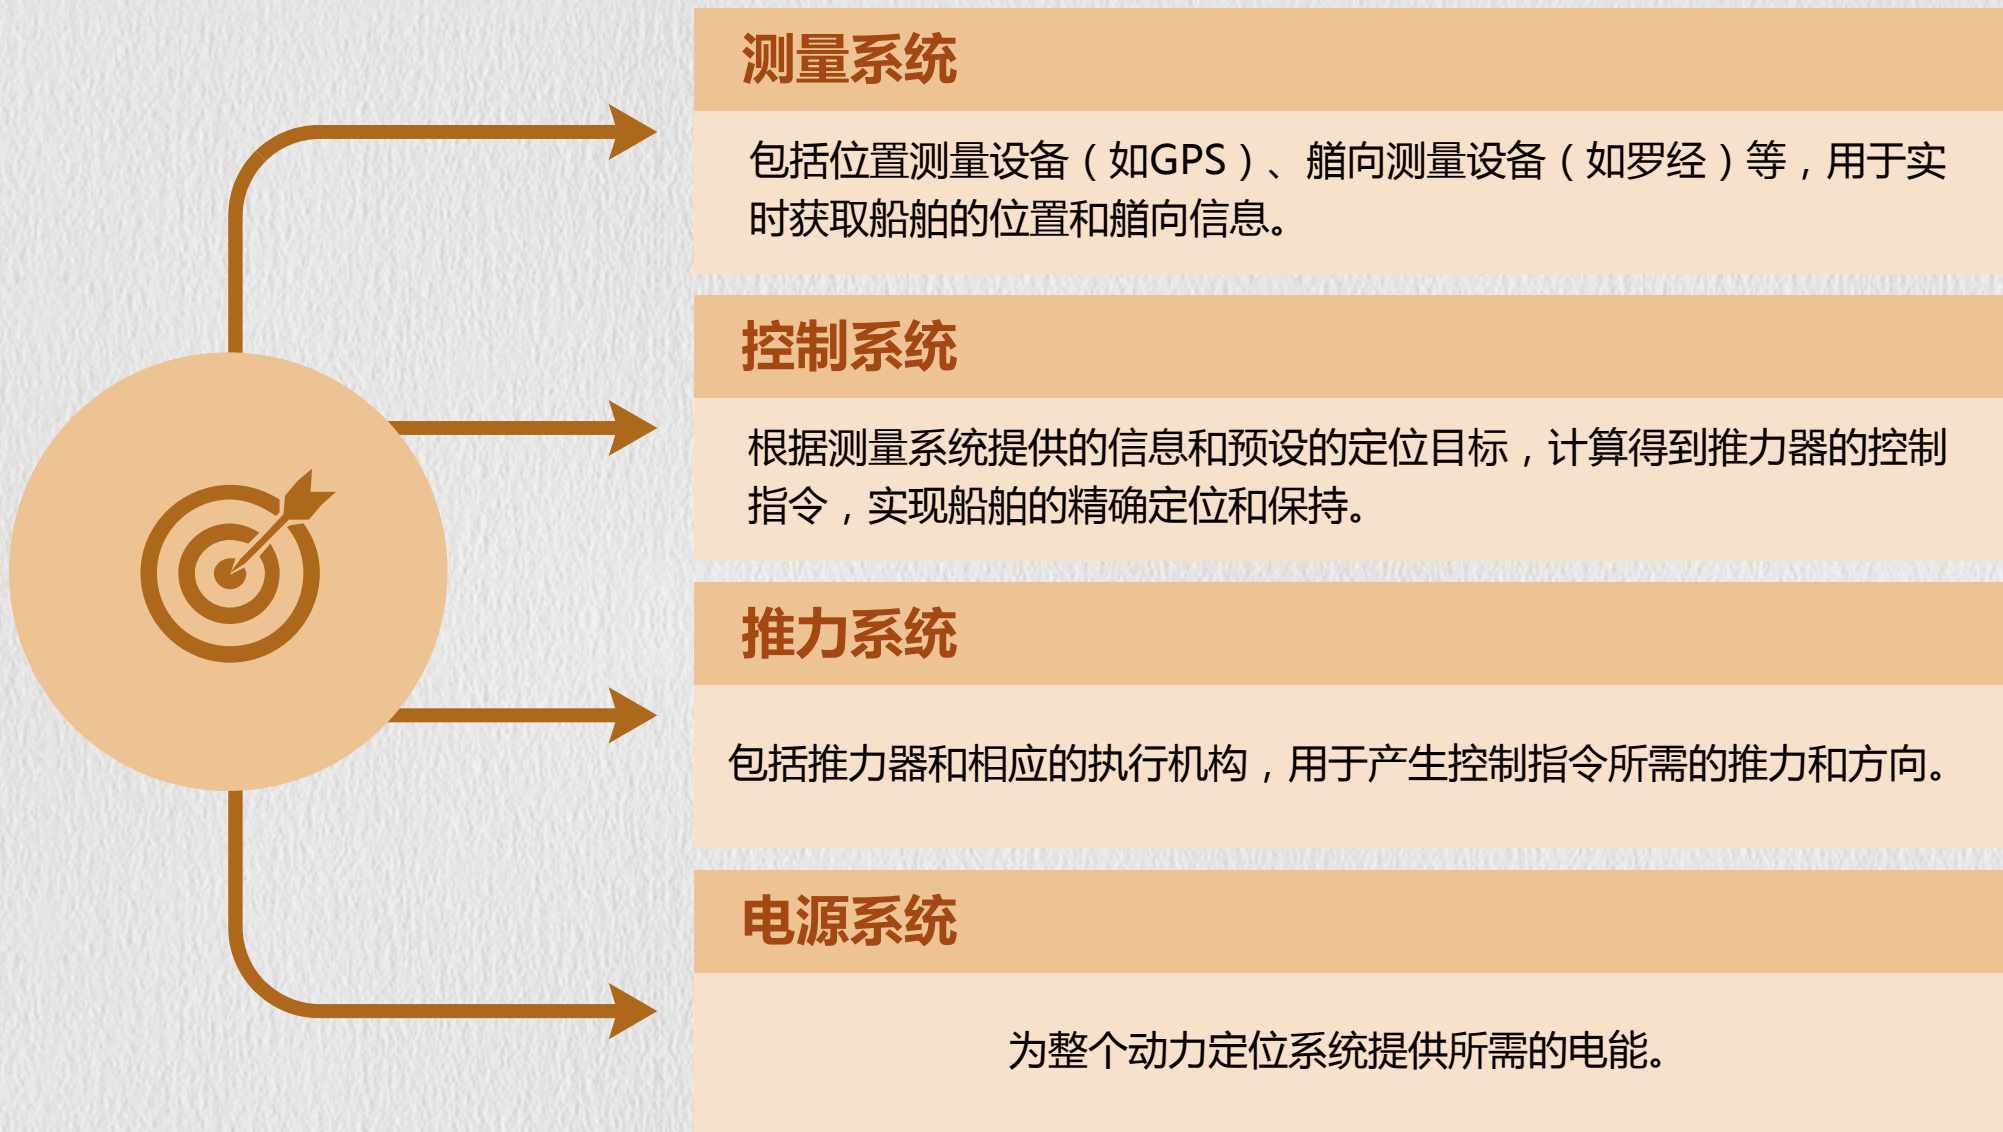 测量系统
包括位置测量设备（如GPS）、艏向测量设备（如罗经）等，用于实
时获取船舶的位置和艏向信息。
控制系统
根据测量系统提供的信息和预设的定位目标，计算得到推力器的控制
指令，实现船舶的精确定位和保持。
推力系统
包括推力器和相应的执行机构，用于产生控制指令所需的推力和方向。
电源系统
为整个动力定位系统提供所需的电能。